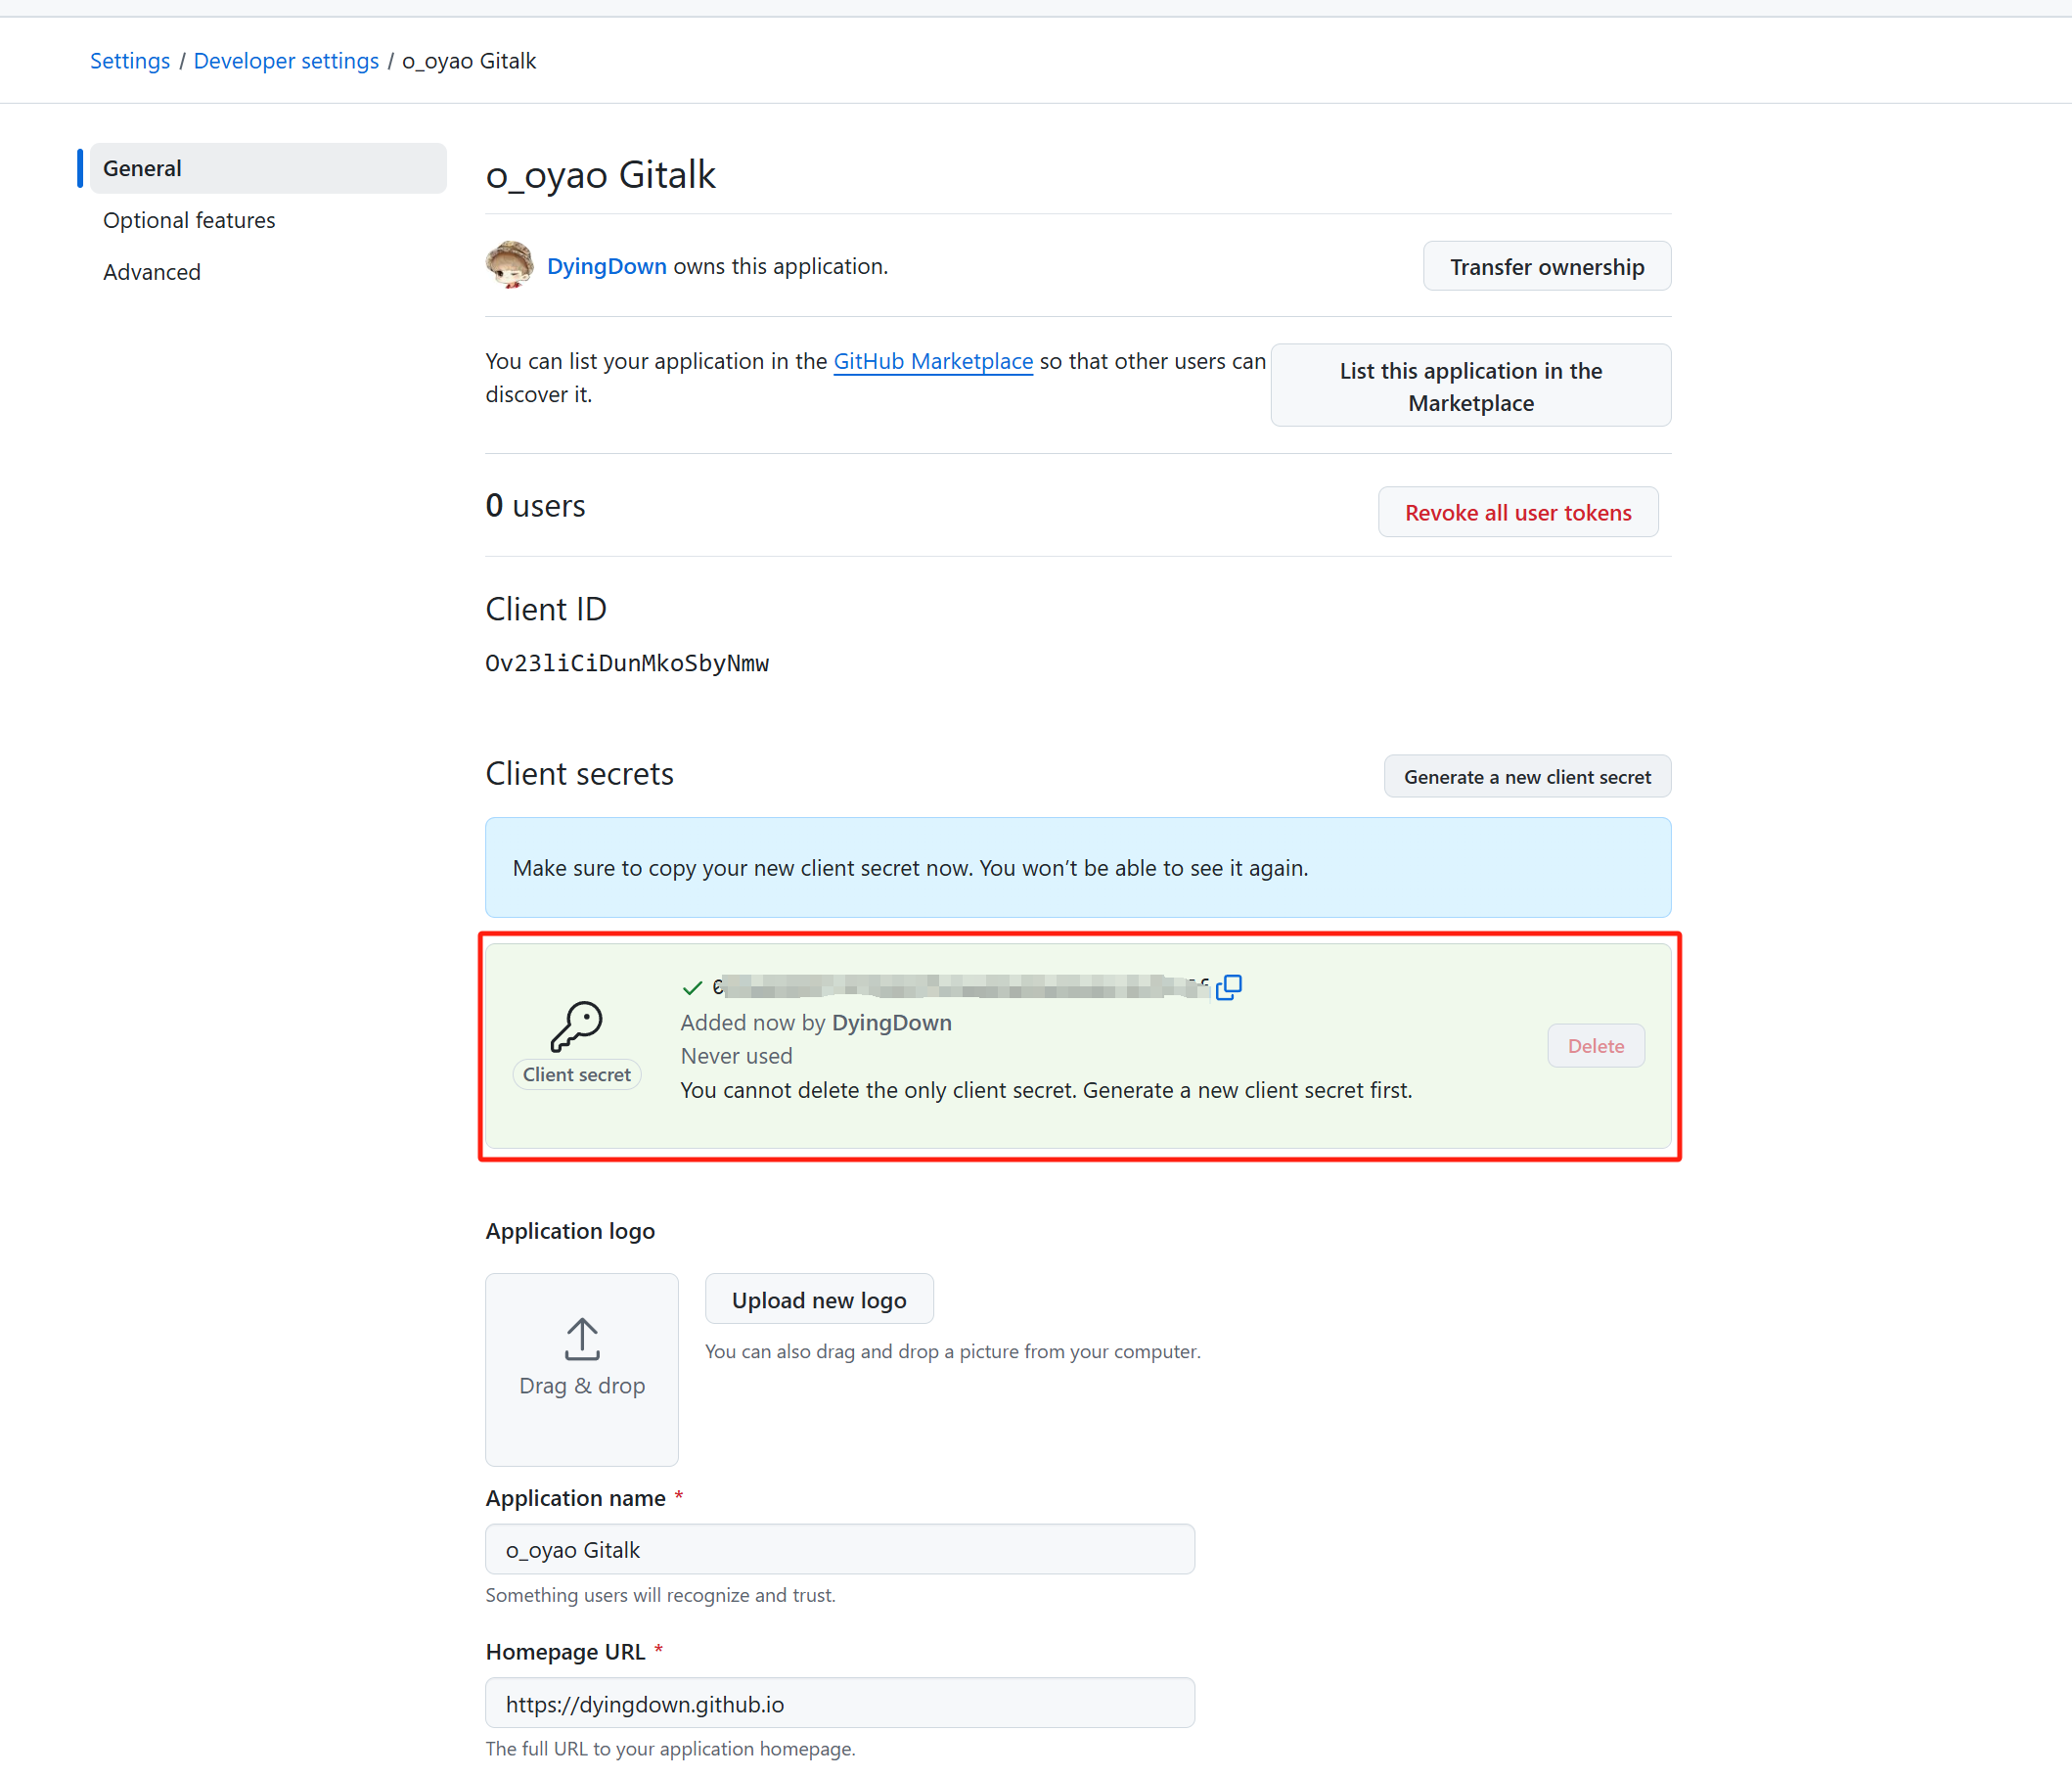 Settings / Developer settings / o_oyao Gitalk
General
Optional features
Advanced
o_oyao Gitalk
DyingDown owns this application.
Transfer ownership
You can list your application in the GitHub Marketplace so that other users can
discover it.
List this application in the
Marketplace
0 users
Revoke all user tokens
Client ID
Ov23liCiDunMkoSbyNmw
Client secrets
Generate a new client secret
Make sure to copy your new client secret now. You won’t be able to see it again.
Added now by DyingDown
Never used
You cannot delete the only client secret. Generate a new client secret first.
Client secret
Delete
Application logo
Drag & drop
Upload new logo
You can also drag and drop a picture from your computer.
Application name *
o_oyao Gitalk
Something users will recognize and trust.
Homepage URL *
https://dyingdown.github.io
The full URL to your application homepage.